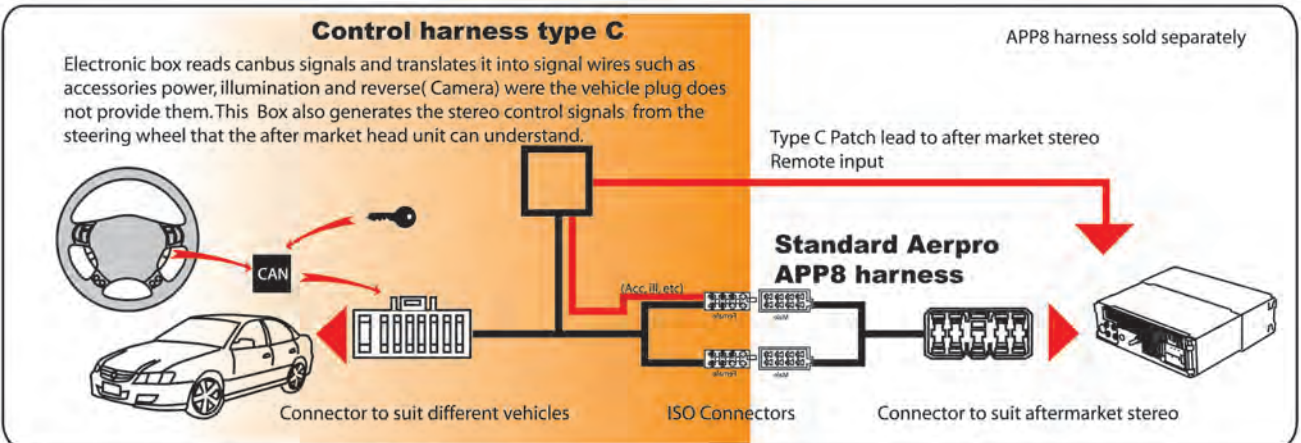 Control harness type C
APP8 harness sold separately
Electronic box reads canbus signals and translates it into signal wires such as
accessories power, illumination and reverse( Camera) were the vehicle plug does
not provide them. This Box also generates the stereo control signals from the
steering wheel that the after market head unit can understand.
Type C Patch lead to after market stereo
Remote input
CAN
Standard Aerpro
APP8 harness
(Acc, ill, etc)
Female
Male
Female
Male
Connector to suit different vehicles
ISO Connectors
Connector to suit aftermarket stereo